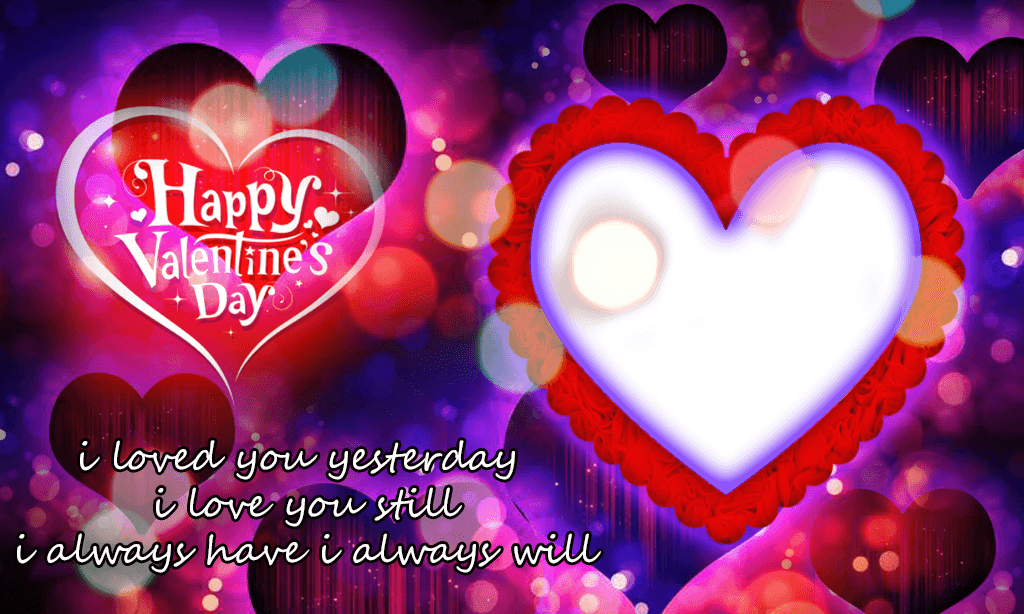 Happy
Valentine's
Day
i loved you yesterday
i love you still
i always have i always will